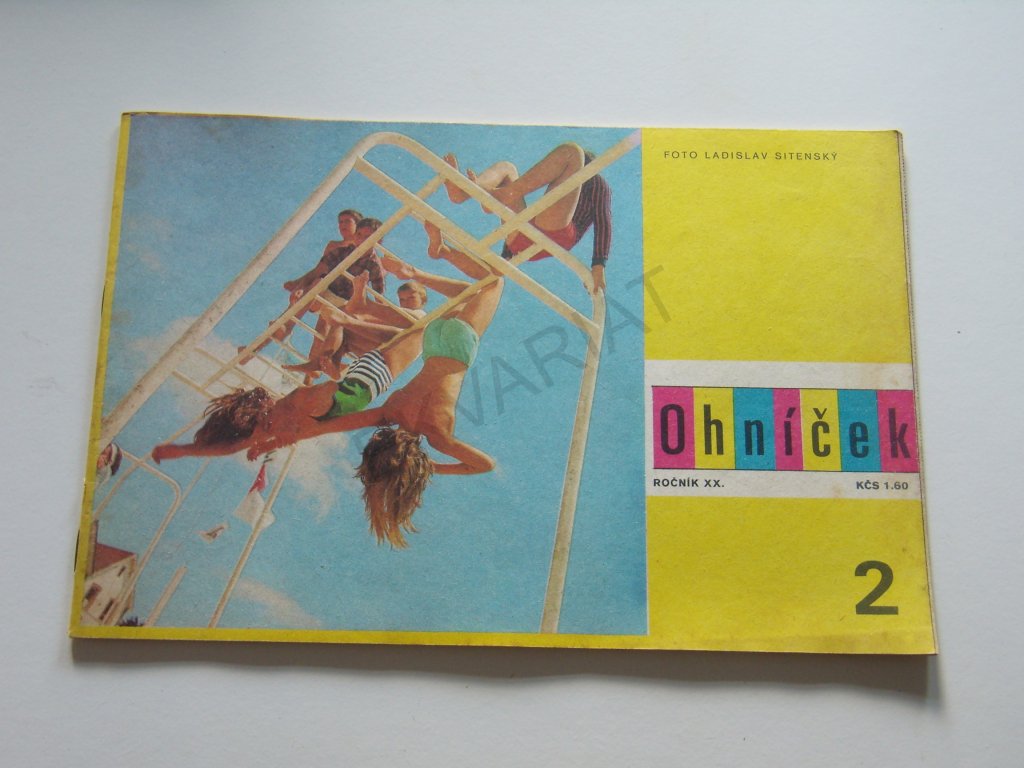 FOTO LADISLAV SITENSKÝ
Ohníček
ROČNÍK XX.
KČS 1.60
2